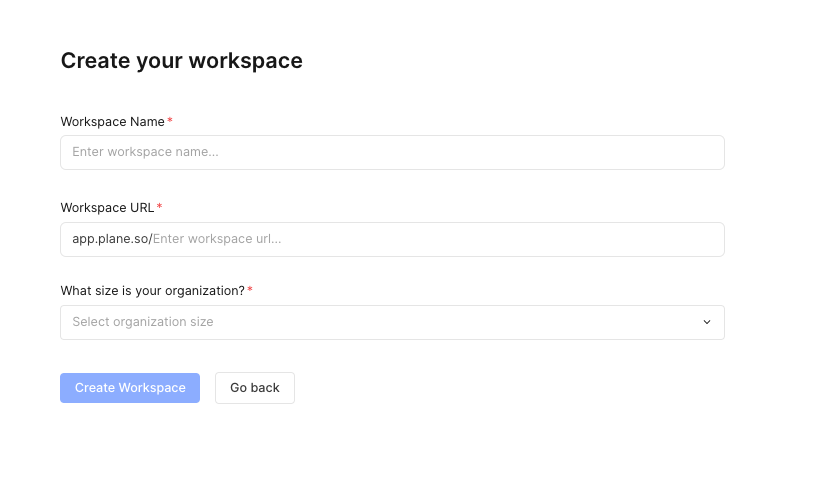 Create your workspace
Workspace Name*
Enter workspace name...
Workspace URL*
app.plane.so/Enter workspace url...
What size is your organization?*
Select organization size
Create Workspace Go back